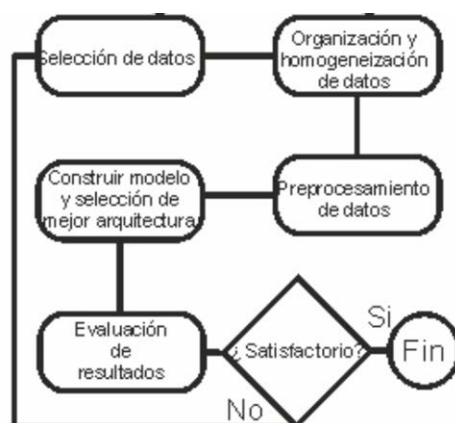 Selección de datos
Organización y
homogeneización
de datos
Preprocesamiento
de datos
Construir modelo
y selección de
mejor arquitectura
Evaluación
de
resultados
¿ Satisfactorio?
Si
Fin
No